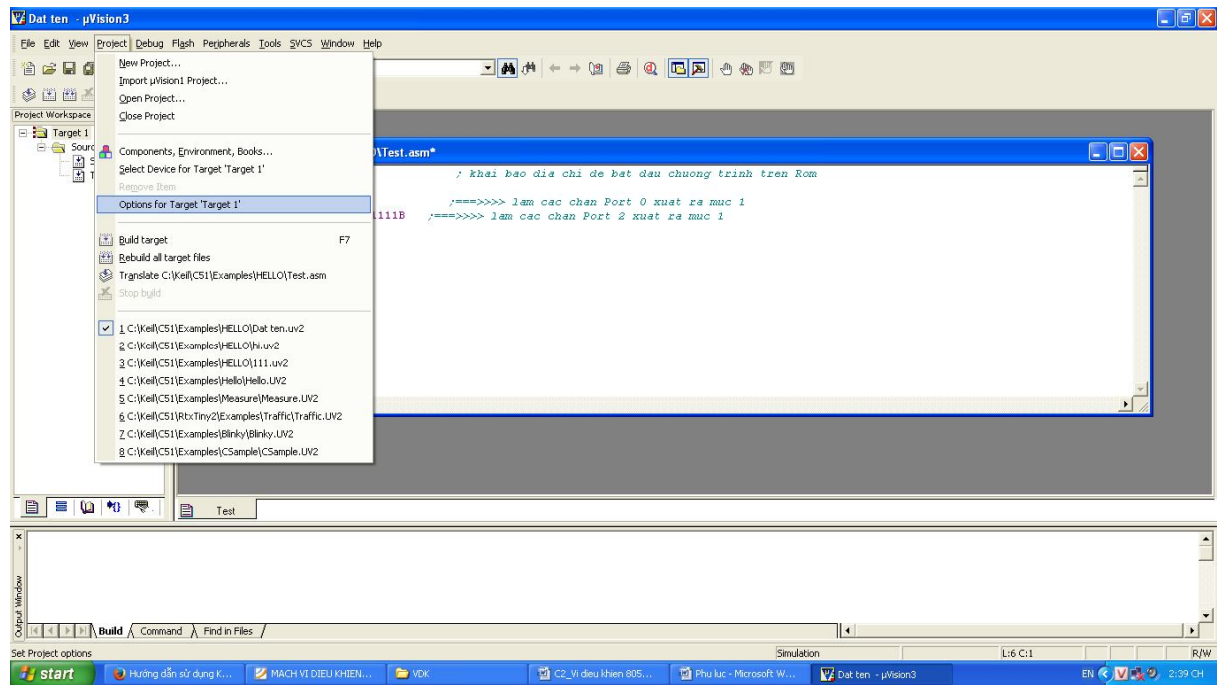 Dat ten - µVision3
File Edit View Project Debug Flash Peripherals Tools SVCS Window Help
New Project...
Import µVision1 Project...
Open Project...
Close Project
Components, Environment, Books...
Select Device for Target 'Target 1'
Remove Item
Options for Target 'Target 1'
Build target F7
Rebuild all target files
Translate C:\Keil\C51\Examples\HELLO\Test.asm
Stop build
1 C:\Keil\C51\Examples\HELLO\Dat ten.uv2
2 C:\Keil\C51\Examples\HELLO\hi.uv2
3 C:\Keil\C51\Examples\HELLO\111.uv2
4 C:\Keil\C51\Examples\Hello\Hello.UV2
5 C:\Keil\C51\Examples\Measure\Measure.UV2
6 C:\Keil\C51\RtxTiny2\Examples\Traffic\Traffic.UV2
7 C:\Keil\C51\Examples\Blinky\Blinky.UV2
8 C:\Keil\C51\Examples\CSample\CSample.UV2
Project Workspace
Target 1
Sourc
\Test.asm*
; khai bao dia chi de bat dau chuong trinh tren Rom
;===>>>> lam cac chan Port 0 xuat ra muc 1
1111B ;===>>>> lam cac chan Port 2 xuat ra muc 1
Test
Output Window
Build Command Find in Files
Set Project options Simulation L:6 C:1 R/W
start Hướng dẫn sử dụng K... MACH VI DIEU KHIEN... VDK C2_Vi dieu khien 805... Phu luc - Microsoft W... Dat ten - µVision3 EN 2:39 CH